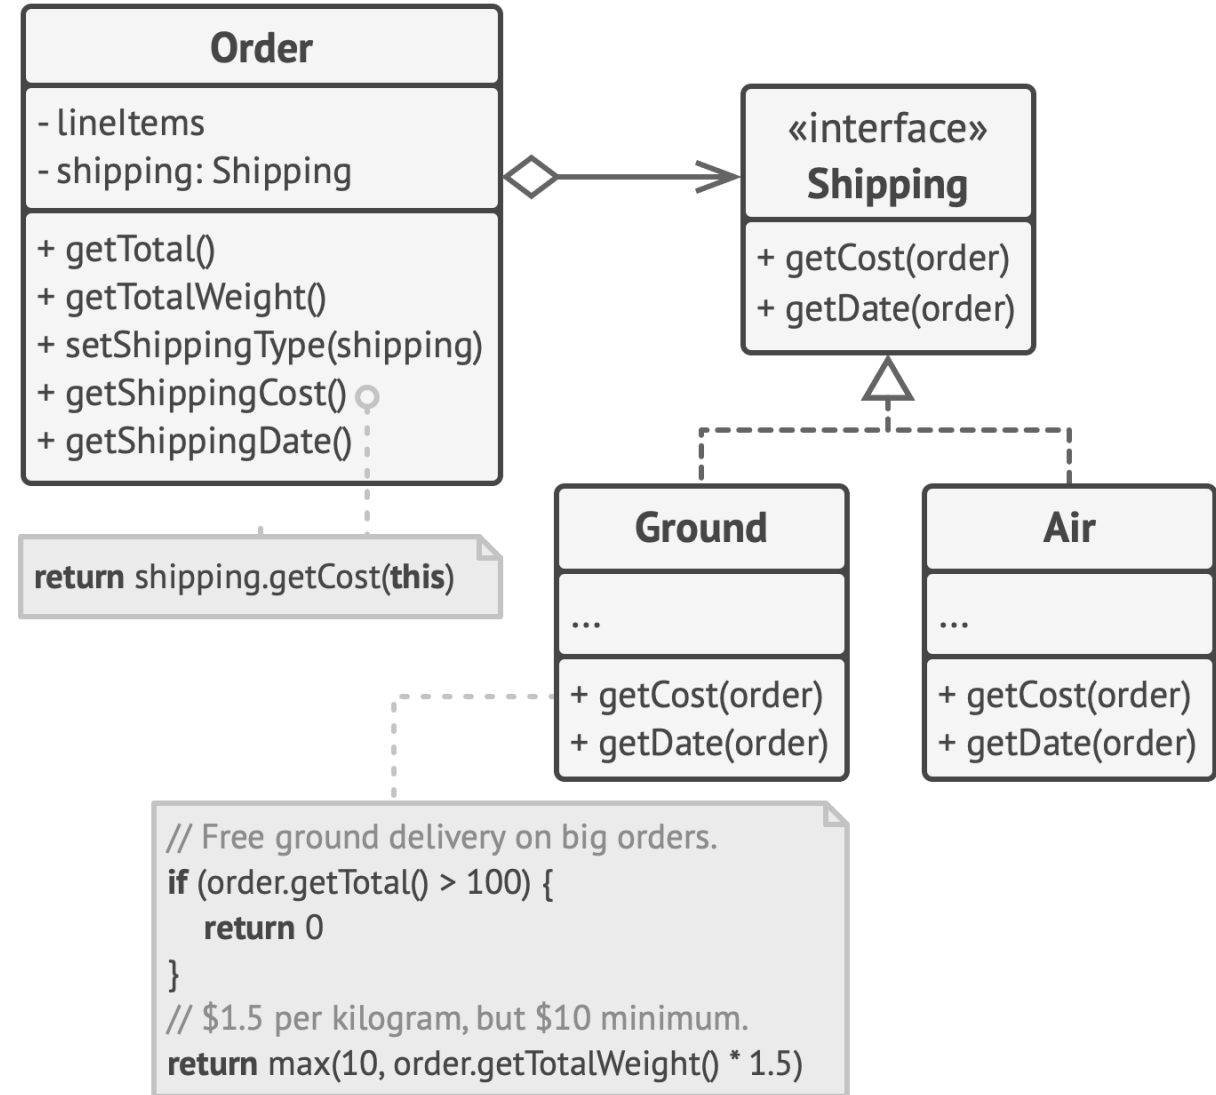 Order
- lineItems
- shipping: Shipping
+ getTotal()
+ getTotalWeight()
+ setShippingType(shipping)
+ getShippingCost()
+ getShippingDate()
return shipping.getCost(this)
«interface»
Shipping
+ getCost(order)
+ getDate(order)
Ground
...
+ getCost(order)
+ getDate(order)
Air
...
+ getCost(order)
+ getDate(order)
// Free ground delivery on big orders.
if (order.getTotal() > 100) {
return 0
}
// $1.5 per kilogram, but $10 minimum.
return max(10, order.getTotalWeight() * 1.5)